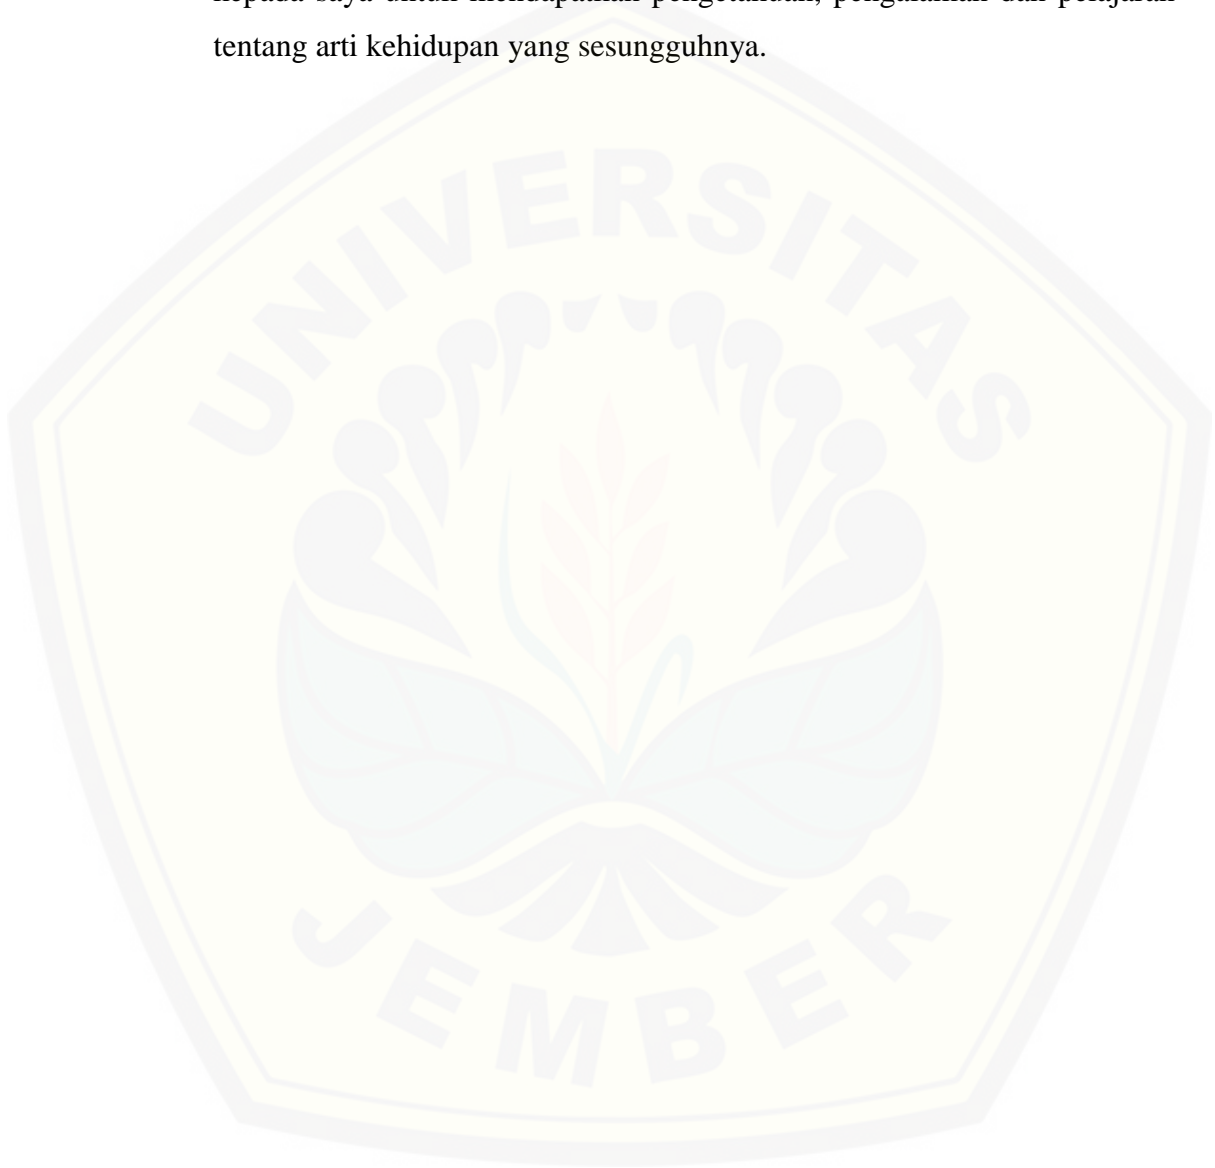 kepada saya untuk mendapatkan pengetahuan, pengalaman dan pelajaran
tentang arti kehidupan yang sesungguhnya.
UNIVERSITAS
JEMBER